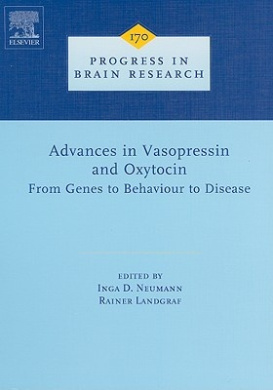 ELSEVIER
170
PROGRESS IN
BRAIN RESEARCH
Advances in Vasopressin
and Oxytocin
From Genes to Behaviour to Disease
EDITED BY
INGA D. NEUMANN
RAINER LANDGRAF